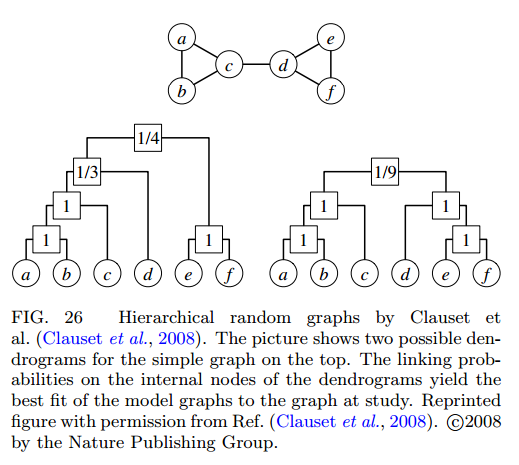 a e
c d
b f
1/4
1/3 1/9
1 1 1
1 1 1 1
a b c d e f a b c d e f
FIG. 26 Hierarchical random graphs by Clauset et
al. (Clauset et al., 2008). The picture shows two possible den-
drograms for the simple graph on the top. The linking prob-
abilities on the internal nodes of the dendrograms yield the
best fit of the model graphs to the graph at study. Reprinted
figure with permission from Ref. (Clauset et al., 2008). ©2008
by the Nature Publishing Group.